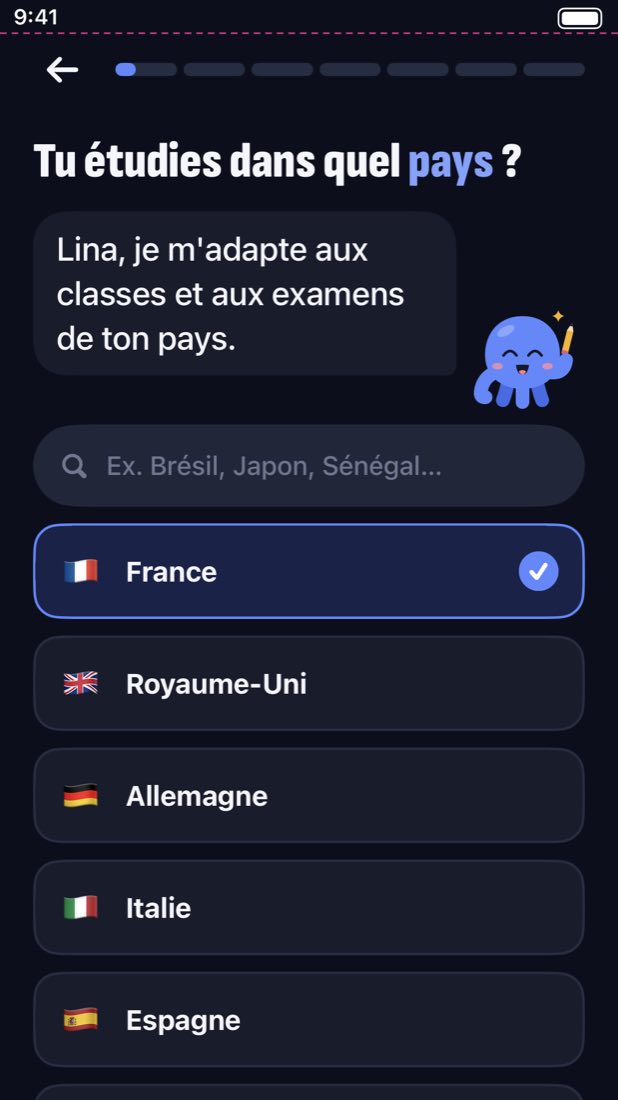 9:41
Tu étudies dans quel pays ?
Lina, je m'adapte aux
classes et aux examens
de ton pays.
Ex. Brésil, Japon, Sénégal...
France
Royaume-Uni
Allemagne
Italie
Espagne